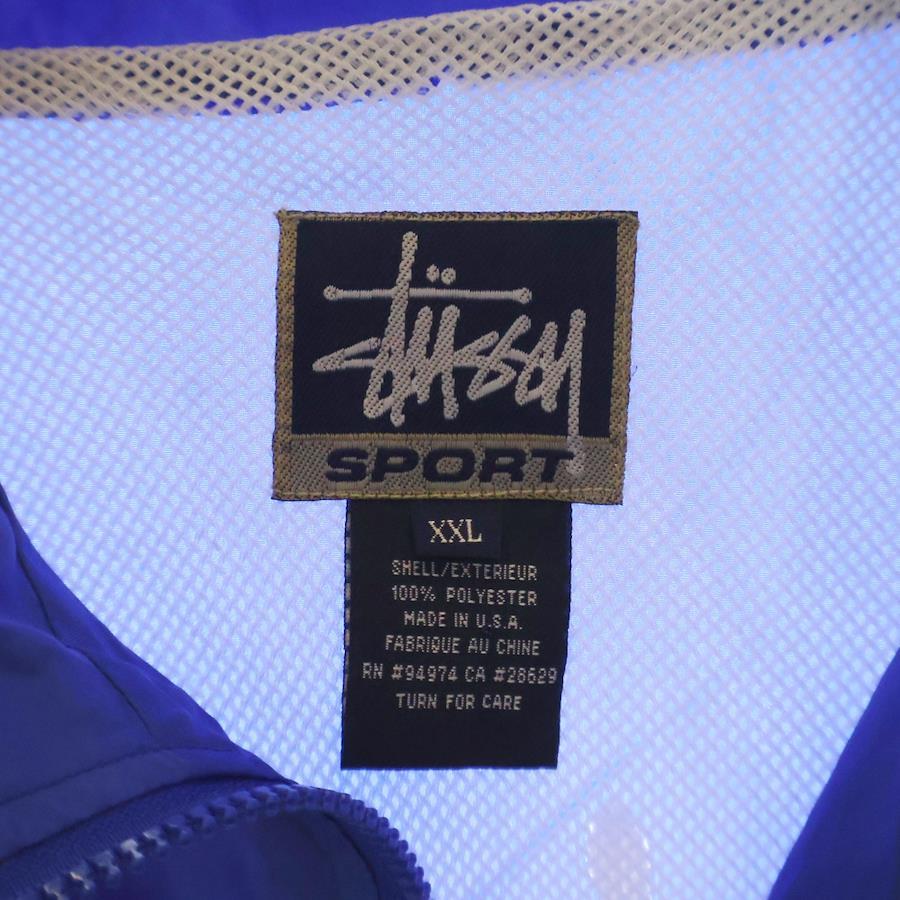 Stüssy
SPORT
XXL
SHELL/EXTERIEUR
100% POLYESTER
MADE IN U.S.A.
FABRIQUE AU CHINE
RN #94974 CA #28629
TURN FOR CARE